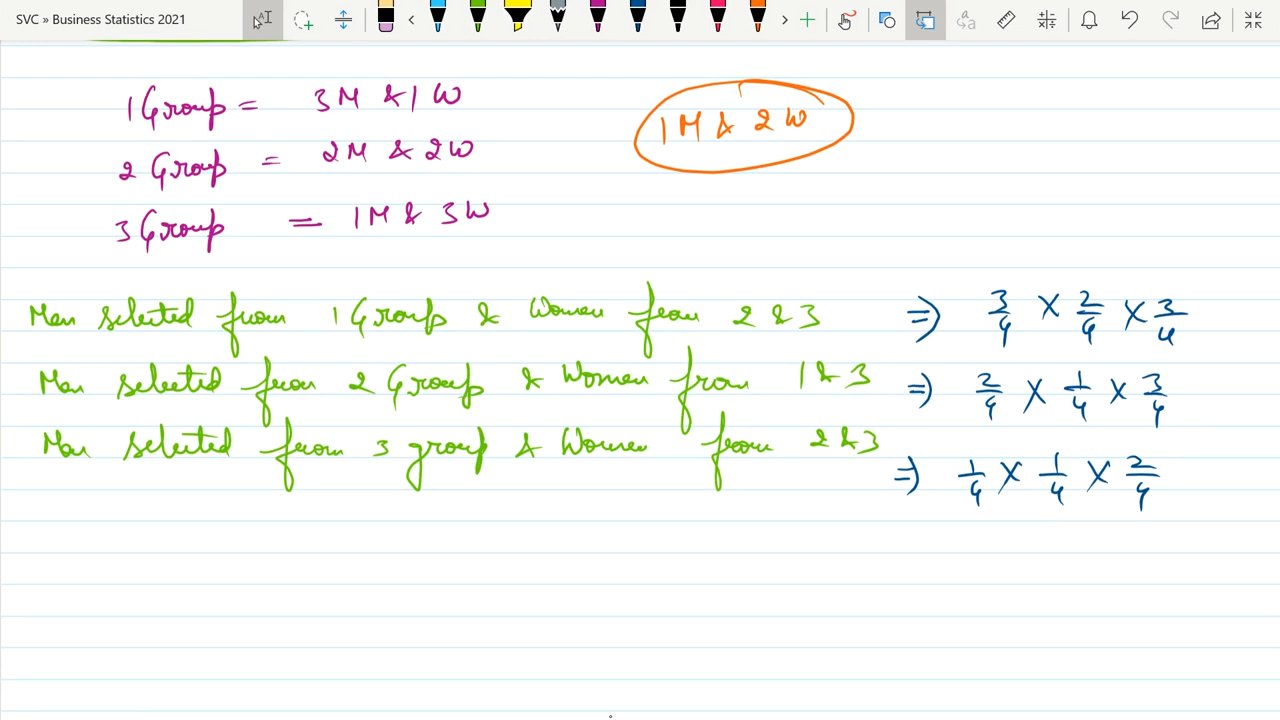 SVC » Business Statistics 2021
1 Group = 3M & 1W
1M & 2W
2 Group = 2M & 2W
3 Group = 1M & 3W
Man selected from 1 Group & Women from 2 & 3 => 3/4 × 2/4 × 3/4
Man selected from 2 Group & Women from 1 & 3 => 2/4 × 1/4 × 3/4
Man selected from 3 group & Women from 2 & 3 => 1/4 × 1/4 × 2/4